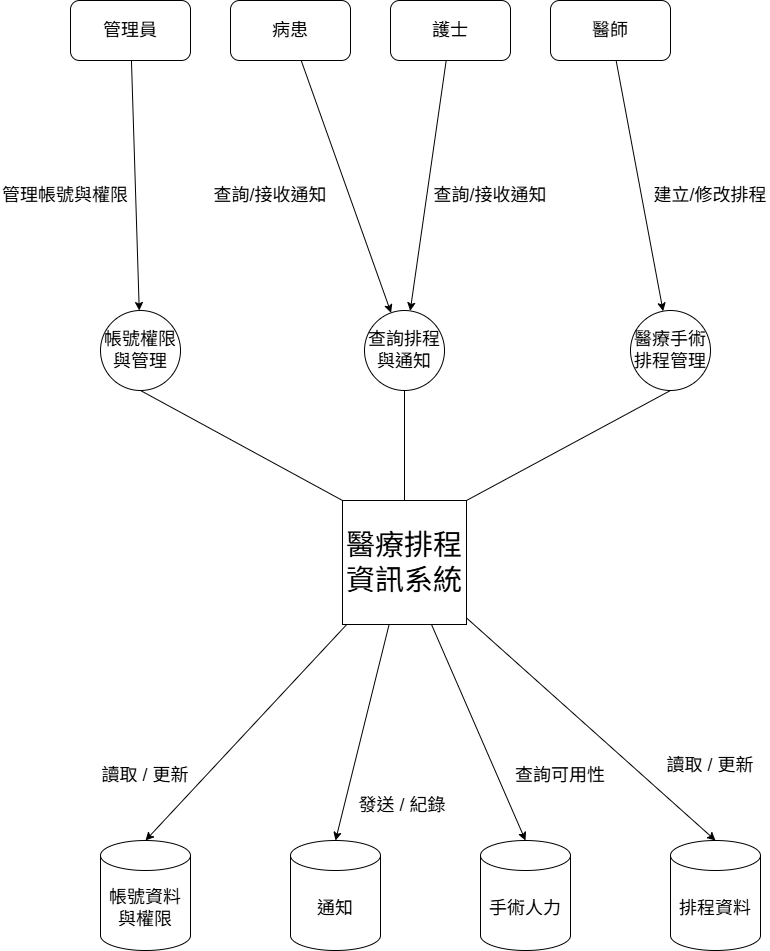 管理員
病患
護士
醫師
管理帳號與權限
查詢/接收通知
查詢/接收通知
建立/修改排程
帳號權限
與管理
查詢排程
與通知
醫療手術
排程管理
醫療排程
資訊系統
讀取 / 更新
發送 / 紀錄
查詢可用性
讀取 / 更新
帳號資料
與權限
通知
手術人力
排程資料